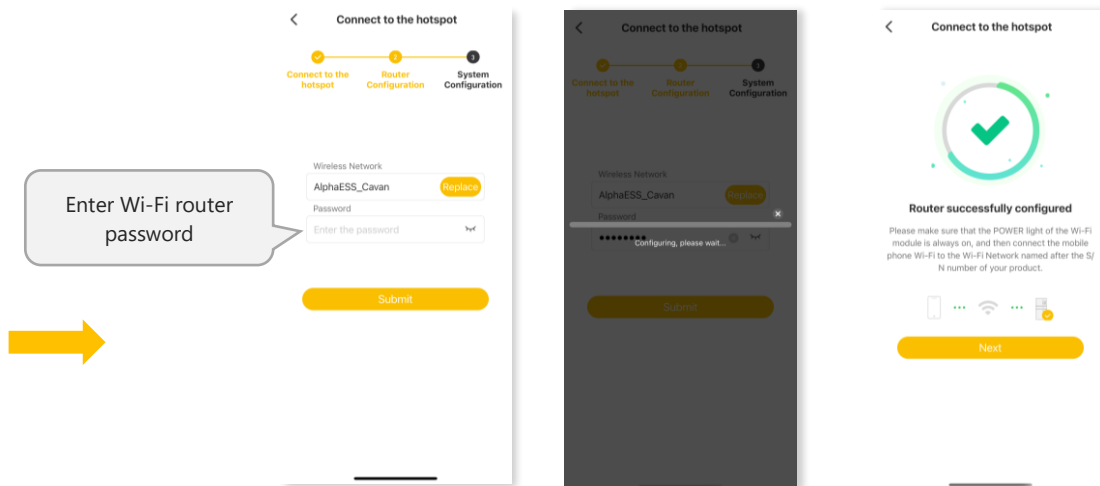 Connect to the hotspot
2
3
Connect to the
hotspot
Router
Configuration
System
Configuration
Wireless Network
AlphaESS_Cavan
Replace
Password
Enter the password
Submit
Enter Wi-Fi router
password
Connect to the hotspot
2
3
Connect to the
hotspot
Router
Configuration
System
Configuration
Wireless Network
AlphaESS_Cavan
Replace
Password
Configuring, please wait...
Submit
Connect to the hotspot
Router successfully configured
Please make sure that the POWER light of the Wi-Fi
module is always on, and then connect the mobile
phone Wi-Fi to the Wi-Fi Network named after the S/
N number of your product.
Next